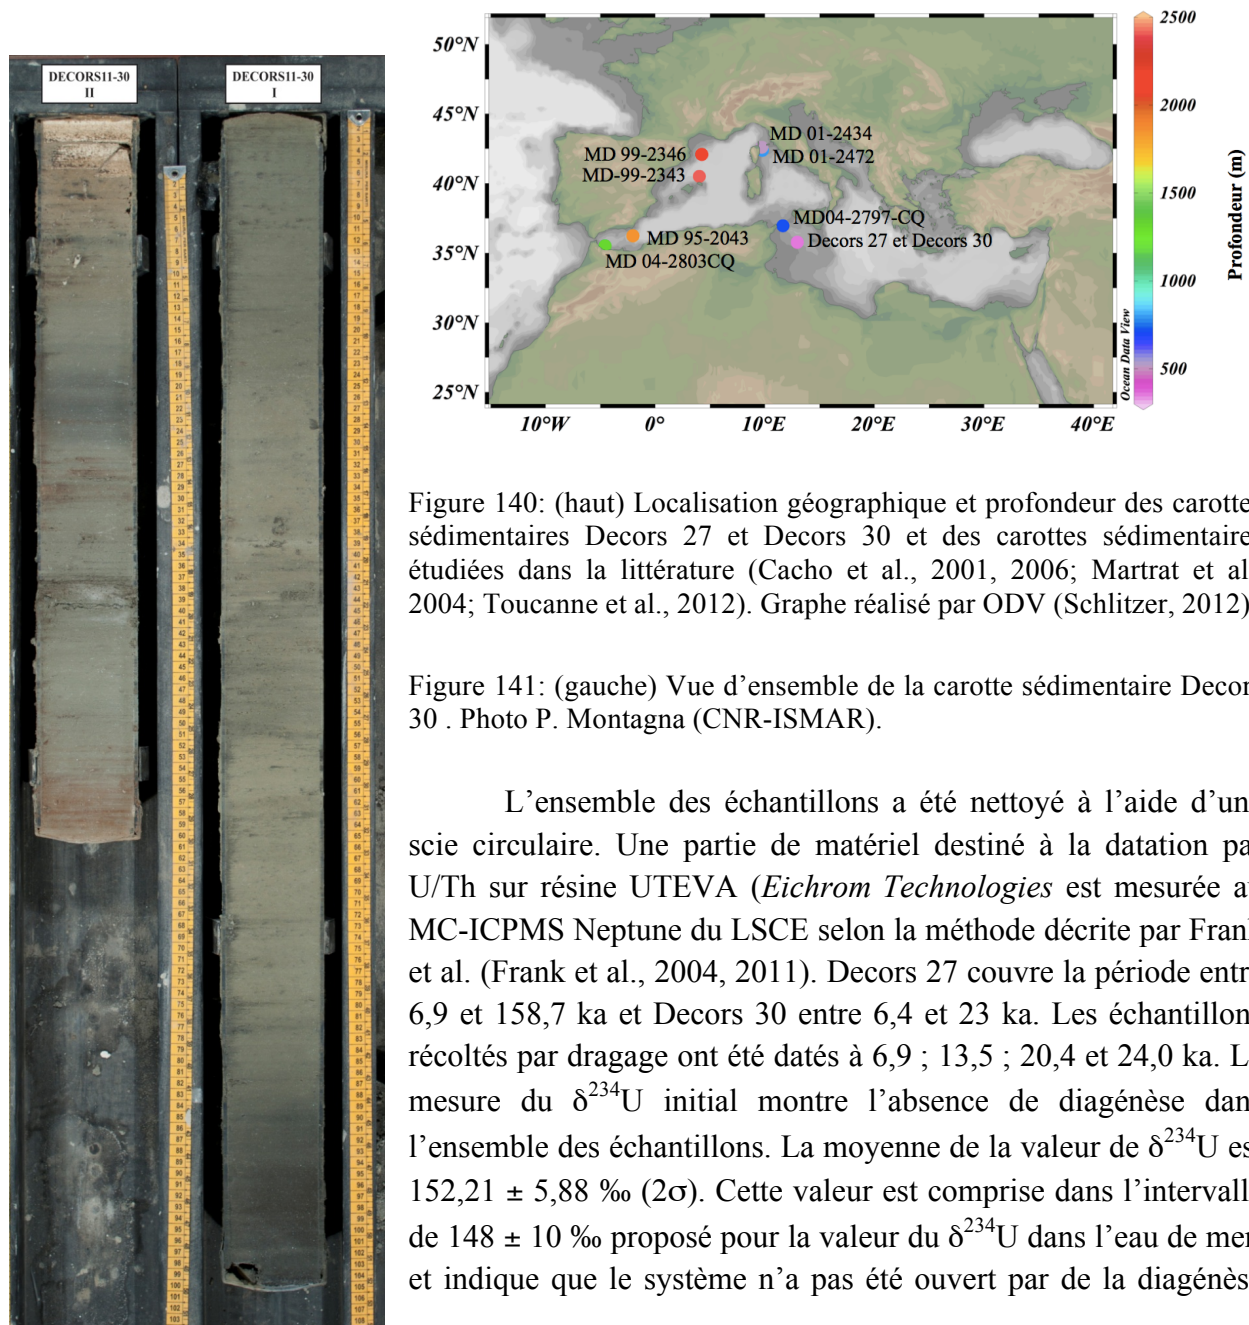 DECORS11-30
II
DECORS11-30
I
50°N
45°N
40°N
35°N
30°N
25°N
10°W
0°
10°E
20°E
30°E
40°E
MD 01-2434
MD 99-2346
MD 01-2472
MD-99-2343
MD04-2797-CQ
MD 95-2043
Decors 27 et Decors 30
MD 04-2803CQ
Ocean Data View
2500
2000
1500
1000
500
Profondeur (m)
Figure 140: (haut) Localisation géographique et profondeur des carotte
sédimentaires Decors 27 et Decors 30 et des carottes sédimentaire
étudiées dans la littérature (Cacho et al., 2001, 2006; Martrat et al
2004; Toucanne et al., 2012). Graphe réalisé par ODV (Schlitzer, 2012)
Figure 141: (gauche) Vue d’ensemble de la carotte sédimentaire Decor
30 . Photo P. Montagna (CNR-ISMAR).
L’ensemble des échantillons a été nettoyé à l’aide d’un
scie circulaire. Une partie de matériel destiné à la datation pa
U/Th sur résine UTEVA (Eichrom Technologies est mesurée a
MC-ICPMS Neptune du LSCE selon la méthode décrite par Fran
et al. (Frank et al., 2004, 2011). Decors 27 couvre la période entr
6,9 et 158,7 ka et Decors 30 entre 6,4 et 23 ka. Les échantillon
récoltés par dragage ont été datés à 6,9 ; 13,5 ; 20,4 et 24,0 ka. L
mesure du δ²³⁴U initial montre l’absence de diagénèse dan
l’ensemble des échantillons. La moyenne de la valeur de δ²³⁴U es
152,21 ± 5,88 ‰ (2σ). Cette valeur est comprise dans l’intervall
de 148 ± 10 ‰ proposé pour la valeur du δ²³⁴U dans l’eau de mer
et indique que le système n’a pas été ouvert par de la diagénès